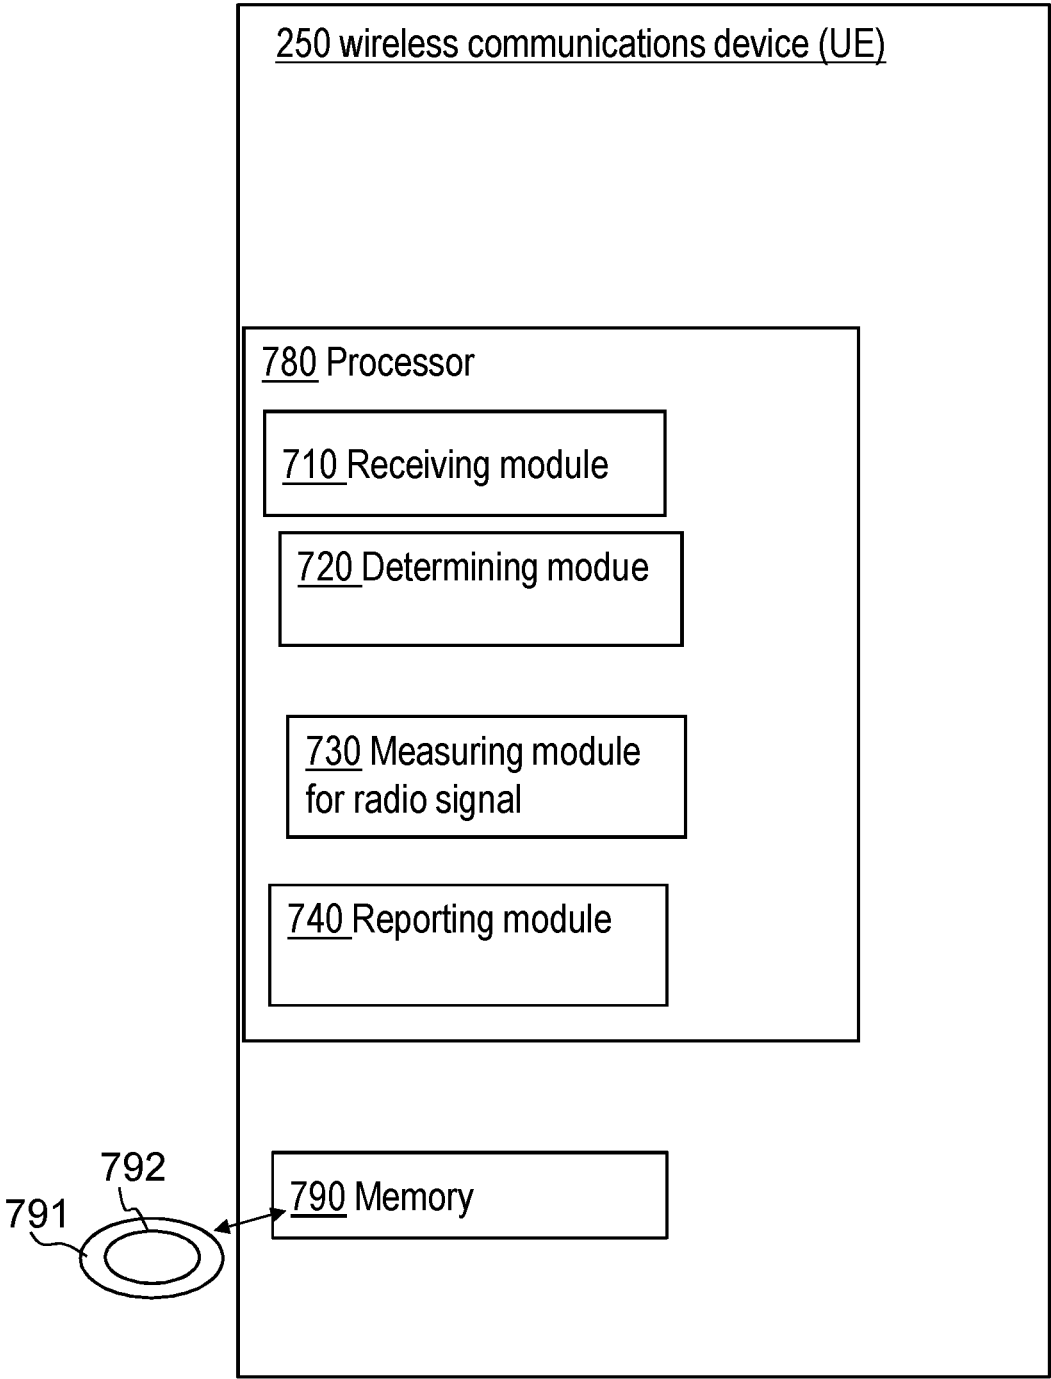 250 wireless communications device (UE)
780 Processor
710 Receiving module
720 Determining modue
730 Measuring module
for radio signal
740 Reporting module
792
791
790 Memory